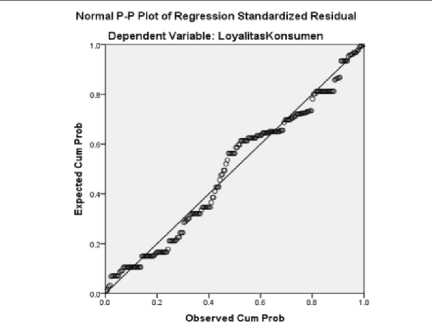 Normal P-P Plot of Regression Standardized Residual
Dependent Variable: LoyalitasKonsumen
1.0
0.8
0.6
0.4
0.2
0.0
Expected Cum Prob
0.0 0.2 0.4 0.6 0.8 1.0
Observed Cum Prob